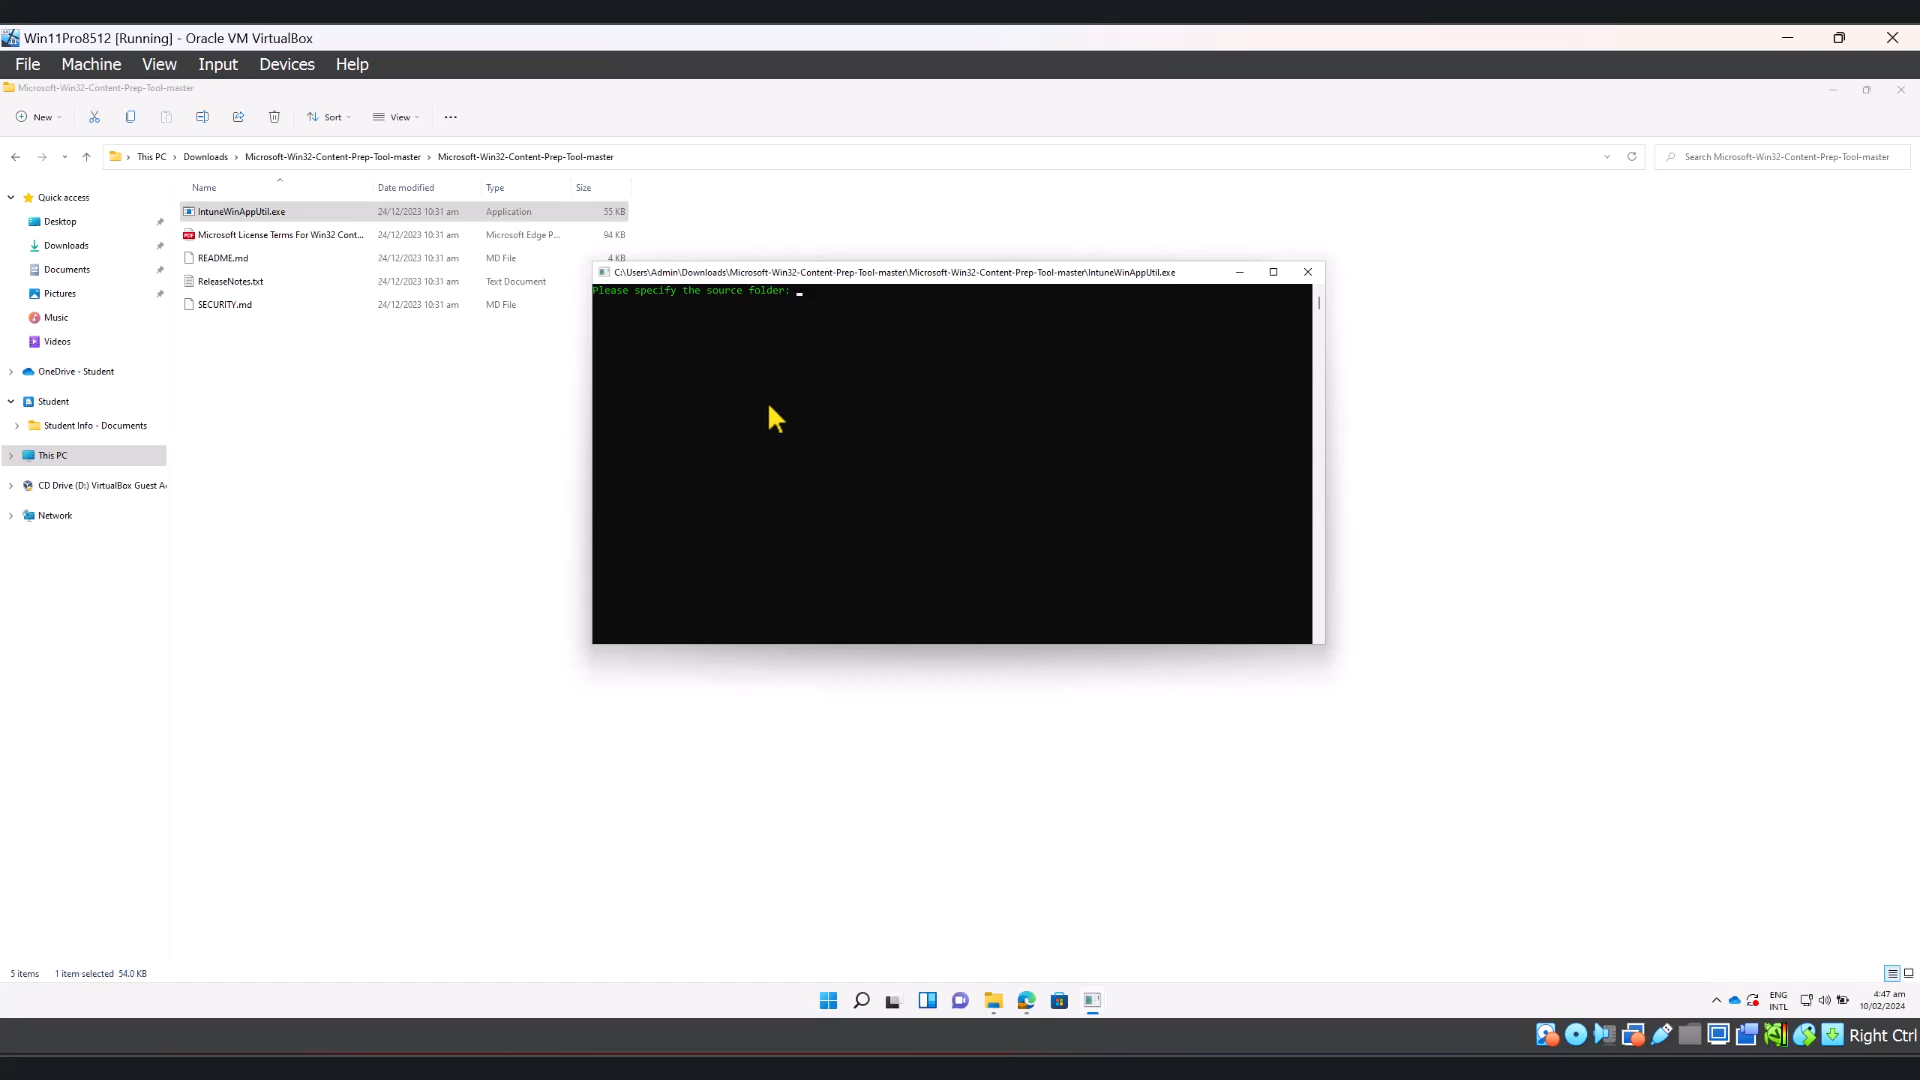 Win11Pro8512 [Running] - Oracle VM VirtualBox
File Machine View Input Devices Help
Microsoft-Win32-Content-Prep-Tool-master
New Sort View
This PC Downloads Microsoft-Win32-Content-Prep-Tool-master Microsoft-Win32-Content-Prep-Tool-master
Search Microsoft-Win32-Content-Prep-Tool-master
Name Date modified Type Size
Quick access
Desktop
Downloads
Documents
Pictures
Music
Videos
OneDrive - Student
Student
Student Info - Documents
This PC
CD Drive (D:) VirtualBox Guest A
Network
IntuneWinAppUtil.exe 24/12/2023 10:31 am Application 55 KB
Microsoft License Terms For Win32 Cont... 24/12/2023 10:31 am Microsoft Edge P... 94 KB
README.md 24/12/2023 10:31 am MD File 4 KB
ReleaseNotes.txt 24/12/2023 10:31 am Text Document
SECURITY.md 24/12/2023 10:31 am MD File
C:\Users\Admin\Downloads\Microsoft-Win32-Content-Prep-Tool-master\Microsoft-Win32-Content-Prep-Tool-master\IntuneWinAppUtil.exe
Please specify the source folder:
5 items 1 item selected 54.0 KB
ENG
INTL
4:47 am
10/02/2024
Right Ctrl